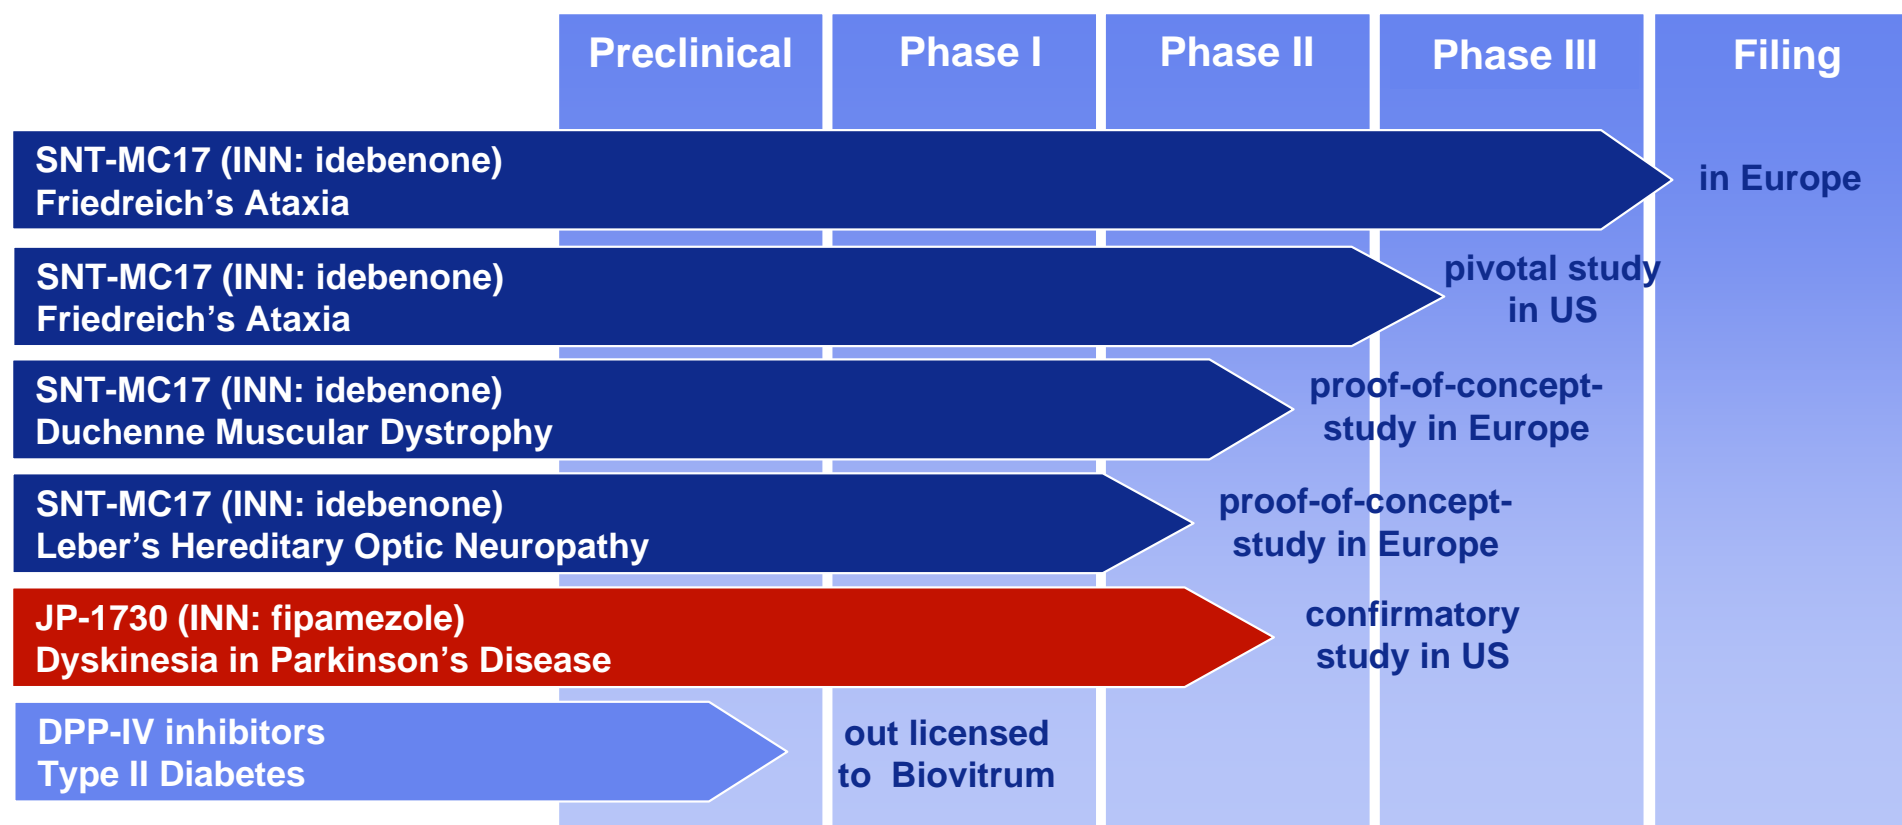 Preclinical
Phase I
Phase II
Phase III
Filing
SNT-MC17 (INN: idebenone)
Friedreich’s Ataxia
in Europe
SNT-MC17 (INN: idebenone)
Friedreich’s Ataxia
pivotal study
in US
SNT-MC17 (INN: idebenone)
Duchenne Muscular Dystrophy
proof-of-concept-
study in Europe
SNT-MC17 (INN: idebenone)
Leber’s Hereditary Optic Neuropathy
proof-of-concept-
study in Europe
JP-1730 (INN: fipamezole)
Dyskinesia in Parkinson’s Disease
confirmatory
study in US
DPP-IV inhibitors
Type II Diabetes
out licensed
to Biovitrum